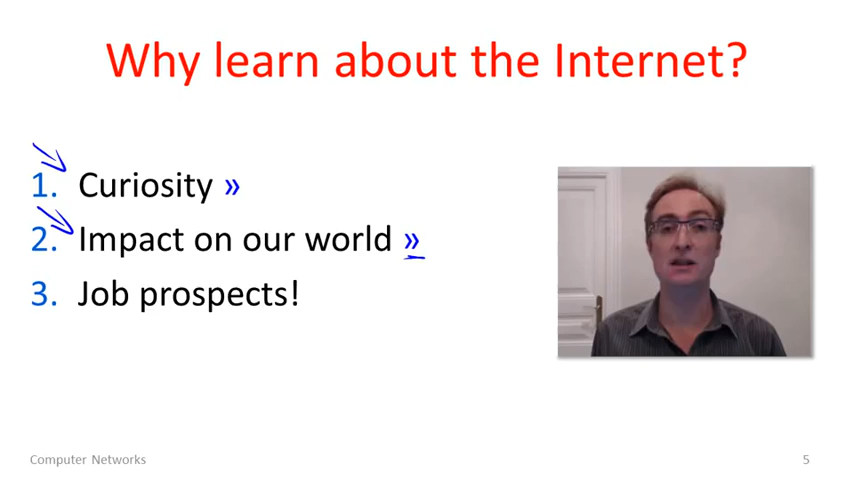 Why learn about the Internet?
1. Curiosity »
2. Impact on our world »
3. Job prospects!
Computer Networks 5